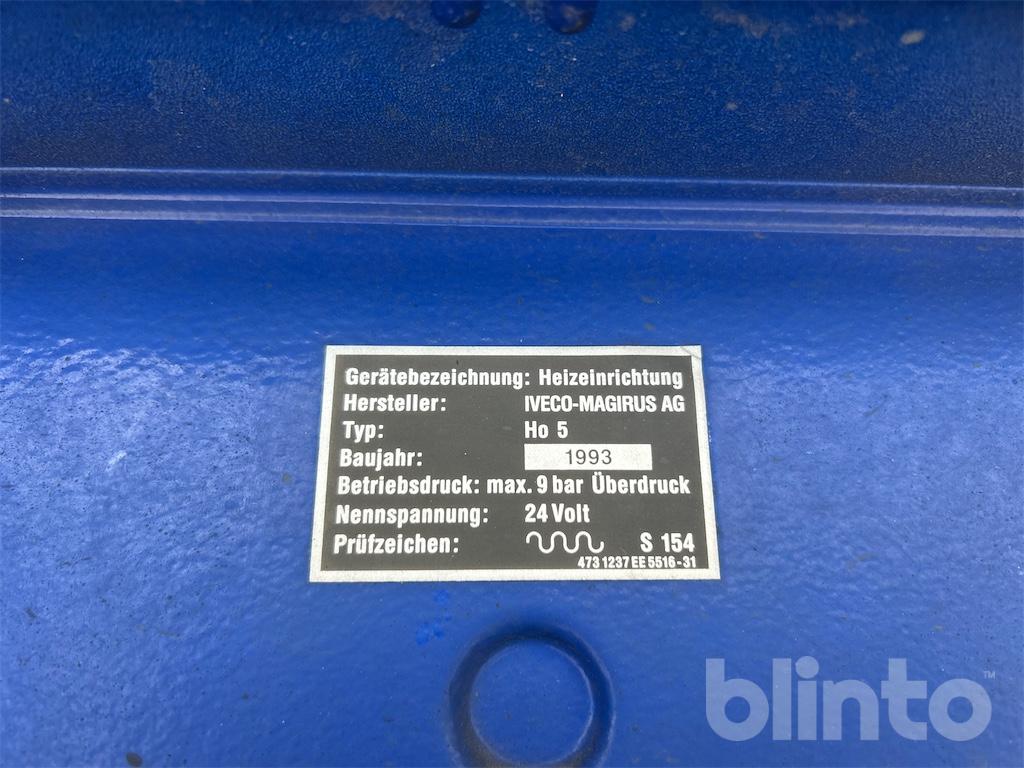 Gerätebezeichnung: Heizeinrichtung
Hersteller: IVECO-MAGIRUS AG
Typ: Ho 5
Baujahr: 1993
Betriebsdruck: max. 9 bar Überdruck
Nennspannung: 24 Volt
Prüfzeichen: S 154
473 1237 EE 5516-31
blinto™